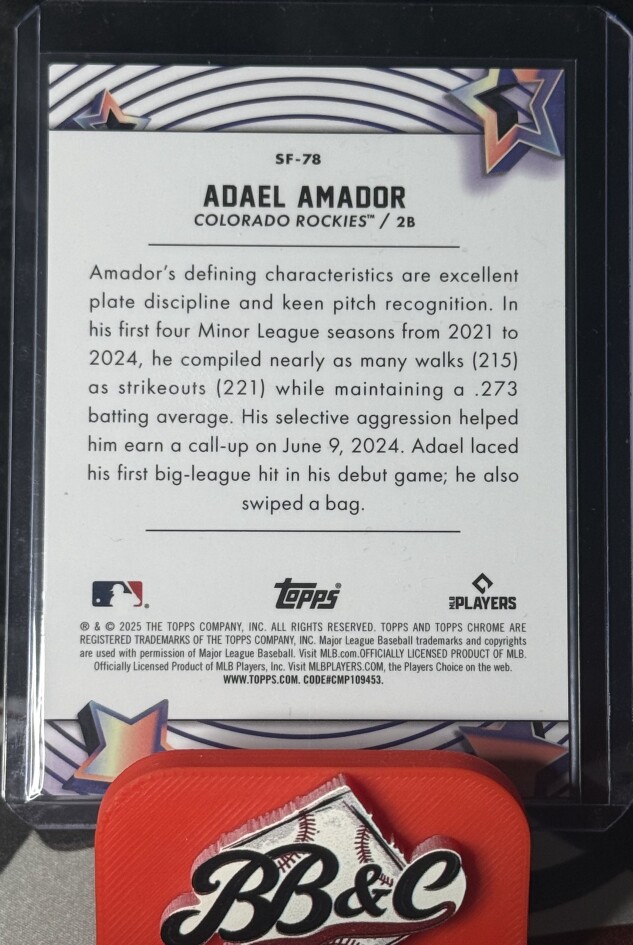 SF-78
ADAEL AMADOR
COLORADO ROCKIES™ / 2B
Amador's defining characteristics are excellent
plate discipline and keen pitch recognition. In
his first four Minor League seasons from 2021 to
2024, he compiled nearly as many walks (215)
as strikeouts (221) while maintaining a .273
batting average. His selective aggression helped
him earn a call-up on June 9, 2024. Adael laced
his first big-league hit in his debut game; he also
swiped a bag.
topps®
MLB PLAYERS
® & © 2025 THE TOPPS COMPANY, INC. ALL RIGHTS RESERVED. TOPPS AND TOPPS CHROME ARE
REGISTERED TRADEMARKS OF THE TOPPS COMPANY, INC. Major League Baseball trademarks and copyrights
are used with permission of Major League Baseball. Visit MLB.com.OFFICIALLY LICENSED PRODUCT OF MLB.
Officially Licensed Product of MLB Players, Inc. Visit MLBPLAYERS.COM, the Players Choice on the web.
WWW.TOPPS.COM. CODE#CMP109453.
BB&C